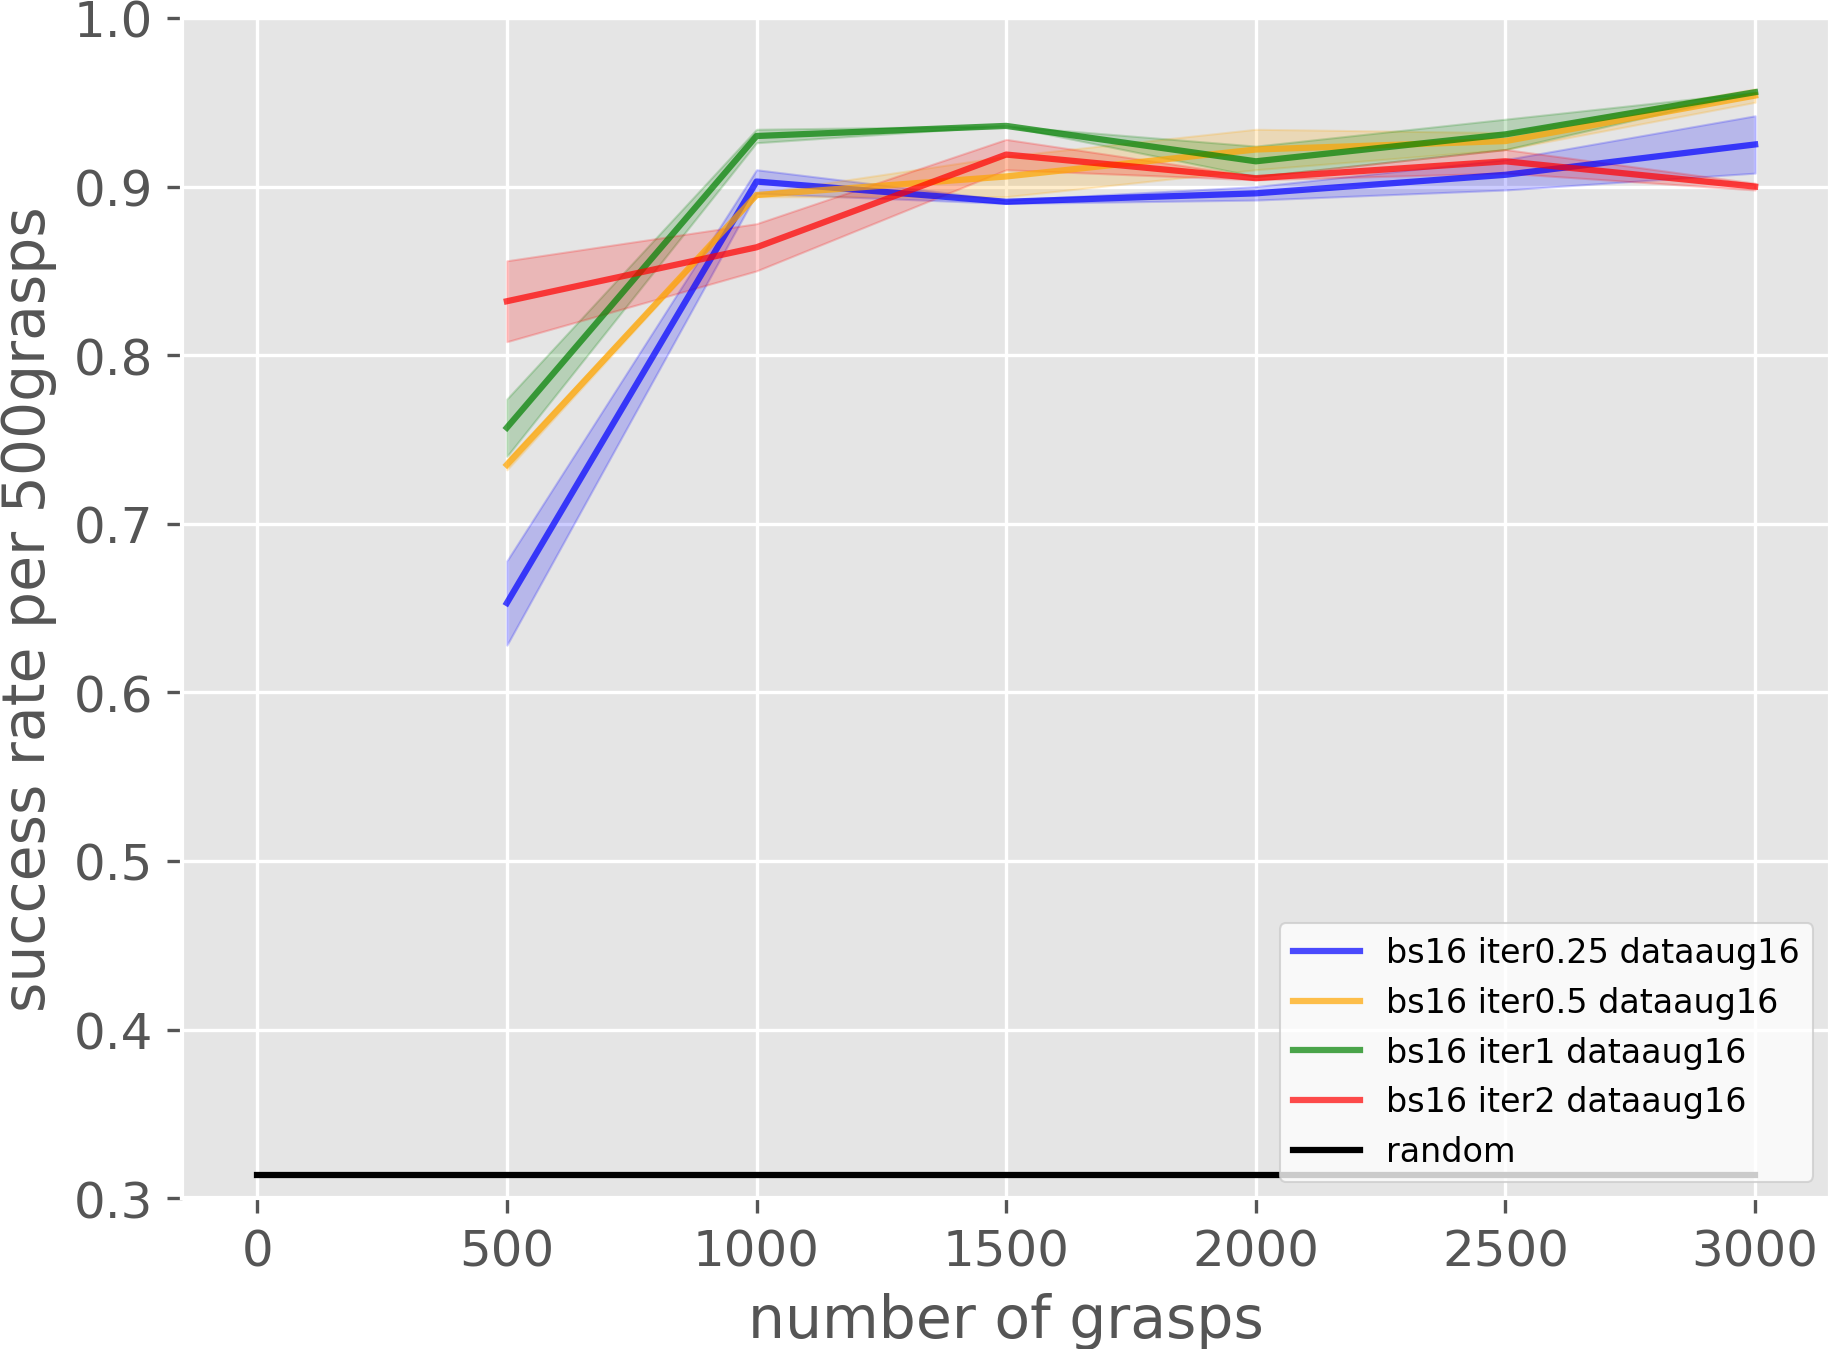 1.0
0.9
0.8
0.7
0.6
0.5
0.4
0.3
success rate per 500grasps
bs16 iter0.25 dataaug16
bs16 iter0.5 dataaug16
bs16 iter1 dataaug16
bs16 iter2 dataaug16
random
0 500 1000 1500 2000 2500 3000
number of grasps